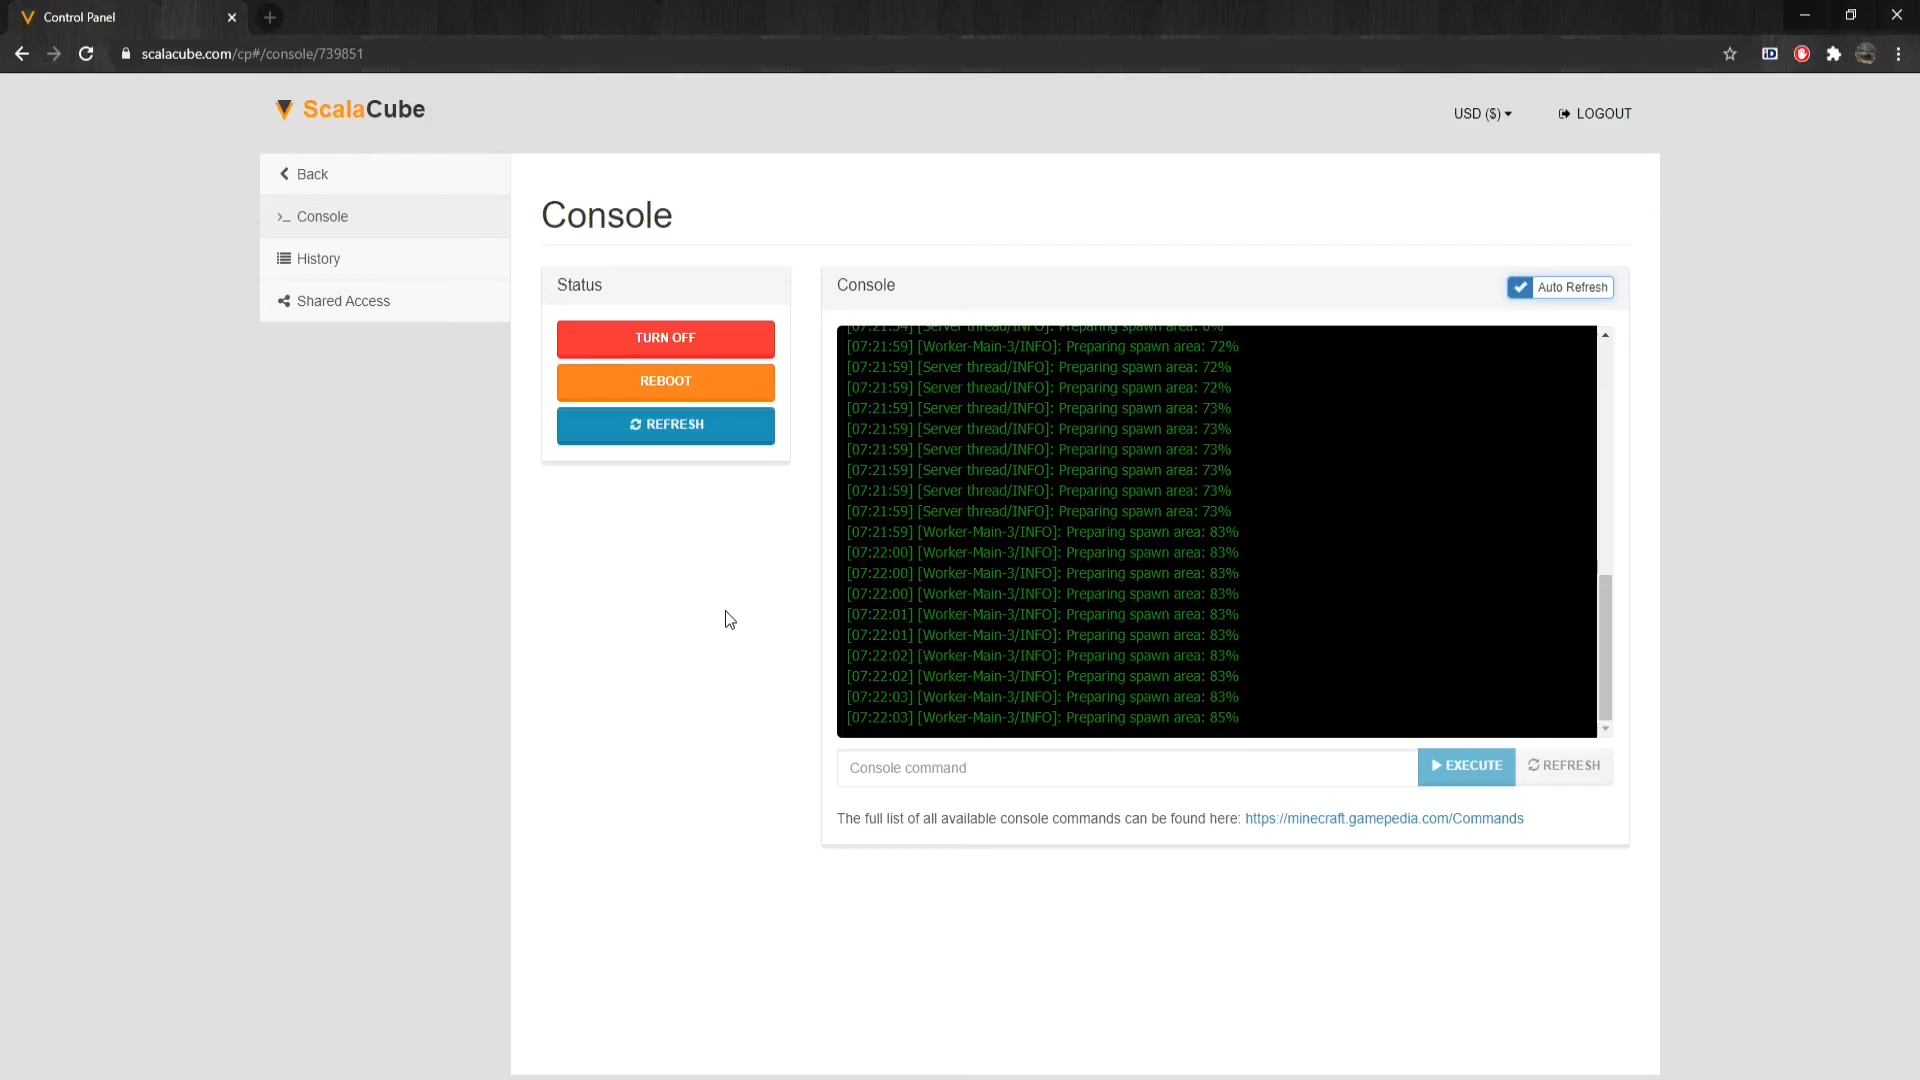 Control Panel
scalacube.com/cp#/console/739851
ScalaCube
USD ($)
LOGOUT
Back
Console
History
Shared Access
Console
Status
TURN OFF
REBOOT
REFRESH
Console
Auto Refresh
[07:21:54] [Server thread/INFO]: Preparing spawn area: 0%
[07:21:59] [Worker-Main-3/INFO]: Preparing spawn area: 72%
[07:21:59] [Server thread/INFO]: Preparing spawn area: 72%
[07:21:59] [Server thread/INFO]: Preparing spawn area: 72%
[07:21:59] [Server thread/INFO]: Preparing spawn area: 73%
[07:21:59] [Server thread/INFO]: Preparing spawn area: 73%
[07:21:59] [Server thread/INFO]: Preparing spawn area: 73%
[07:21:59] [Server thread/INFO]: Preparing spawn area: 73%
[07:21:59] [Server thread/INFO]: Preparing spawn area: 73%
[07:21:59] [Server thread/INFO]: Preparing spawn area: 73%
[07:21:59] [Worker-Main-3/INFO]: Preparing spawn area: 83%
[07:22:00] [Worker-Main-3/INFO]: Preparing spawn area: 83%
[07:22:00] [Worker-Main-3/INFO]: Preparing spawn area: 83%
[07:22:00] [Worker-Main-3/INFO]: Preparing spawn area: 83%
[07:22:01] [Worker-Main-3/INFO]: Preparing spawn area: 83%
[07:22:01] [Worker-Main-3/INFO]: Preparing spawn area: 83%
[07:22:02] [Worker-Main-3/INFO]: Preparing spawn area: 83%
[07:22:02] [Worker-Main-3/INFO]: Preparing spawn area: 83%
[07:22:03] [Worker-Main-3/INFO]: Preparing spawn area: 83%
[07:22:03] [Worker-Main-3/INFO]: Preparing spawn area: 85%
Console command
EXECUTE
REFRESH
The full list of all available console commands can be found here: https://minecraft.gamepedia.com/Commands